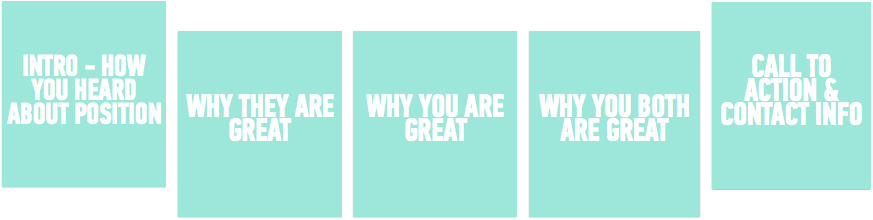 INTRO - HOW
YOU HEARD
ABOUT POSITION
WHY THEY ARE
GREAT
WHY YOU ARE
GREAT
WHY YOU BOTH
ARE GREAT
CALL TO
ACTION &
CONTACT INFO